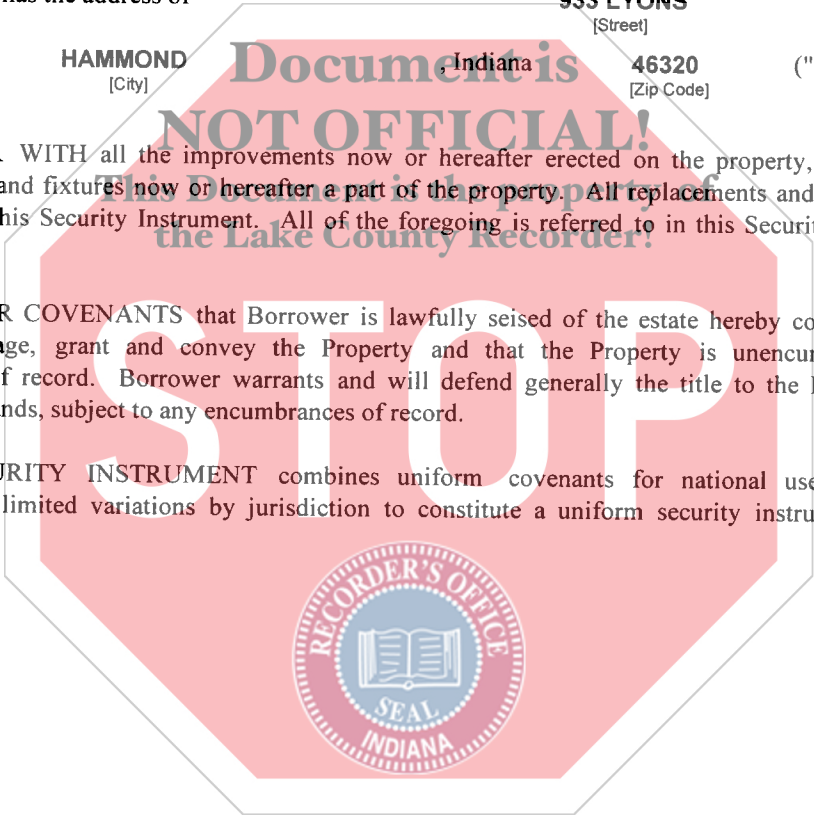 has the address of 933 LYONS
[Street]
HAMMOND , Indiana 46320 ("
[City] [Zip Code]
Document is
NOT OFFICIAL!
WITH all the improvements now or hereafter erected on the property,
and fixtures now or hereafter a part of the property. All replacements and
This Document is the property of
his Security Instrument. All of the foregoing is referred to in this Securit
the Lake County Recorder!
R COVENANTS that Borrower is lawfully seised of the estate hereby co
age, grant and convey the Property and that the Property is unencur
f record. Borrower warrants and will defend generally the title to the
nds, subject to any encumbrances of record.
STOP
URITY INSTRUMENT combines uniform covenants for national use
limited variations by jurisdiction to constitute a uniform security instru
RECORDER'S OFFICE
SEAL
INDIANA